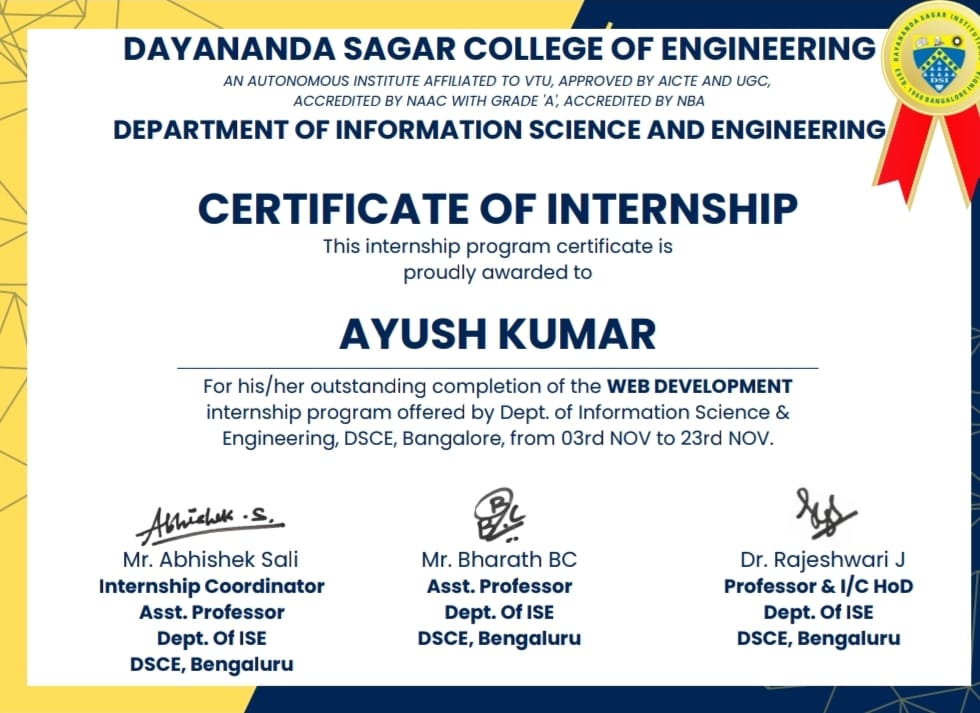 DAYANANDA SAGAR COLLEGE OF ENGINEERING
AN AUTONOMOUS INSTITUTE AFFILIATED TO VTU, APPROVED BY AICTE AND UGC,
ACCREDITED BY NAAC WITH GRADE 'A', ACCREDITED BY NBA
DEPARTMENT OF INFORMATION SCIENCE AND ENGINEERING
DAYANANDA SAGAR INSTITUTIONS
DSI
ESTD. 1960 BANGALORE INDIA
CERTIFICATE OF INTERNSHIP
This internship program certificate is
proudly awarded to
AYUSH KUMAR
For his/her outstanding completion of the WEB DEVELOPMENT
internship program offered by Dept. of Information Science &
Engineering, DSCE, Bangalore, from 03rd NOV to 23rd NOV.
Abhishek .S.
Mr. Abhishek Sali
Internship Coordinator
Asst. Professor
Dept. Of ISE
DSCE, Bengaluru
Mr. Bharath BC
Asst. Professor
Dept. Of ISE
DSCE, Bengaluru
Dr. Rajeshwari J
Professor & I/C HoD
Dept. Of ISE
DSCE, Bengaluru